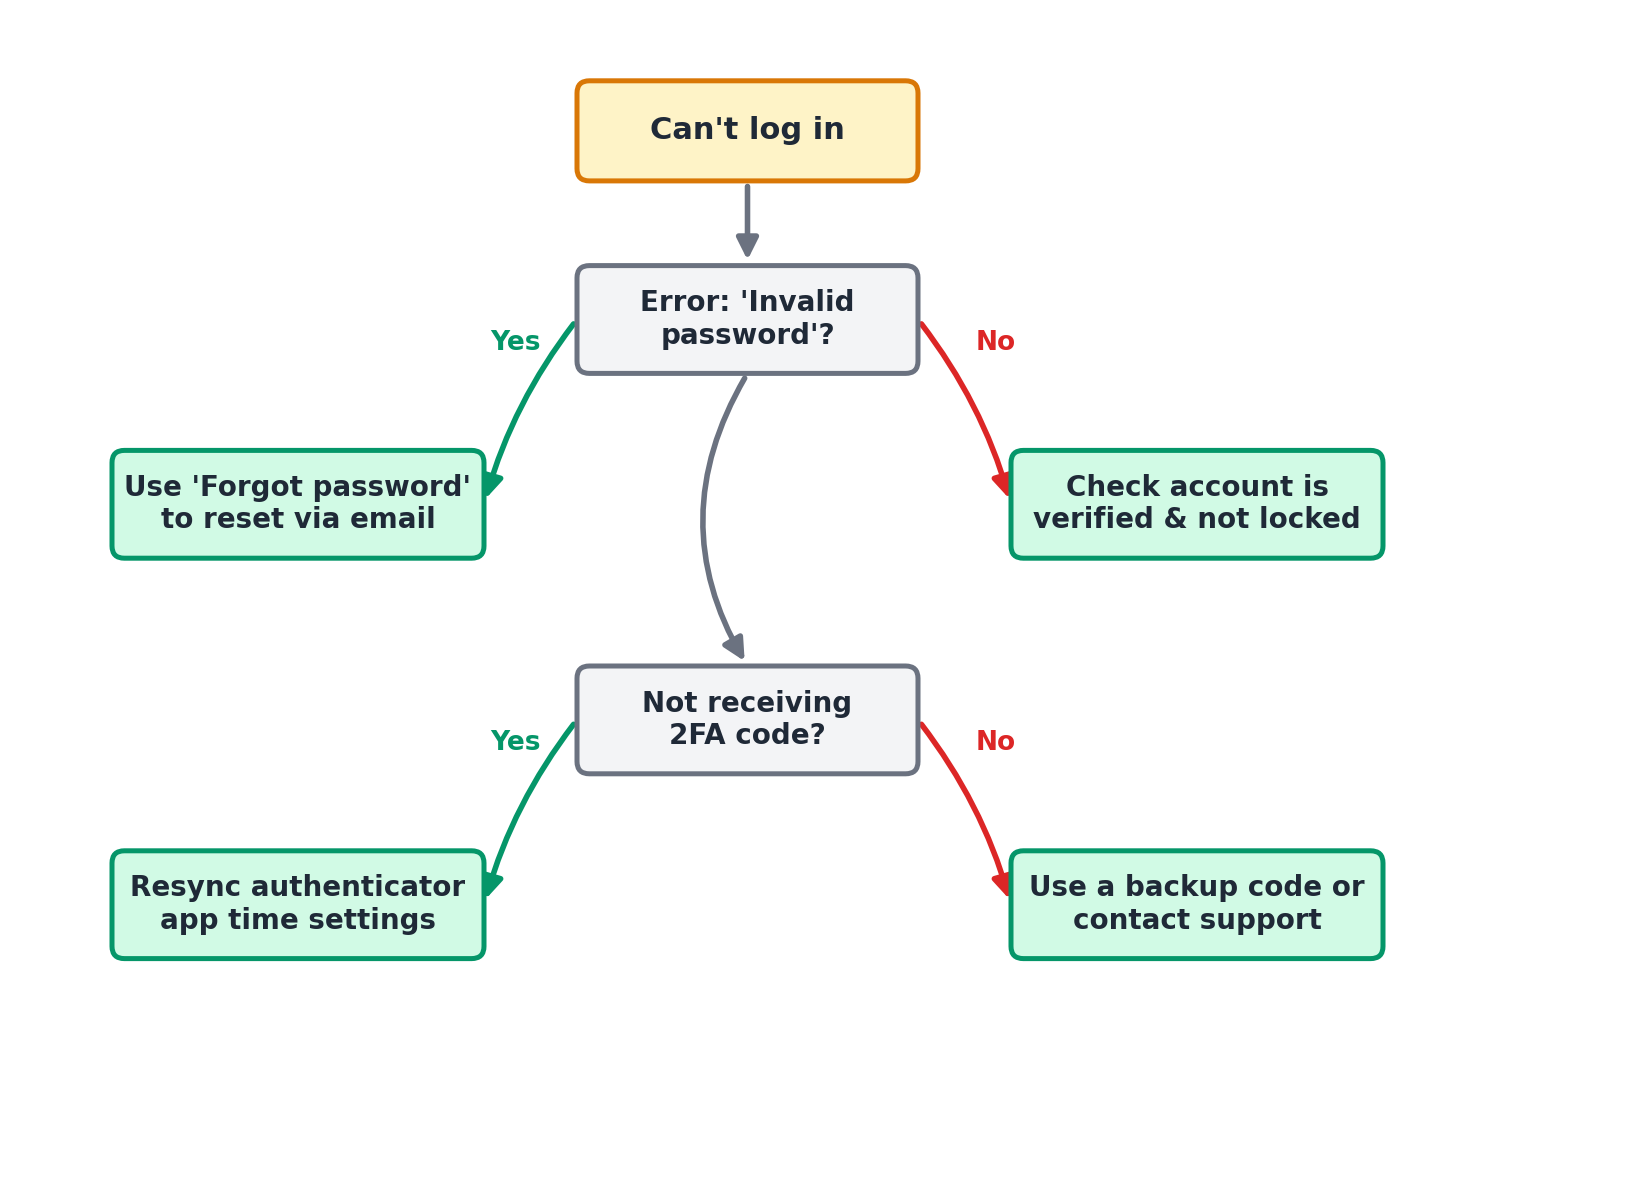 Can't log in
Error: 'Invalid
password'?
Yes
No
Use 'Forgot password'
to reset via email
Check account is
verified & not locked
Not receiving
2FA code?
Yes
No
Resync authenticator
app time settings
Use a backup code or
contact support